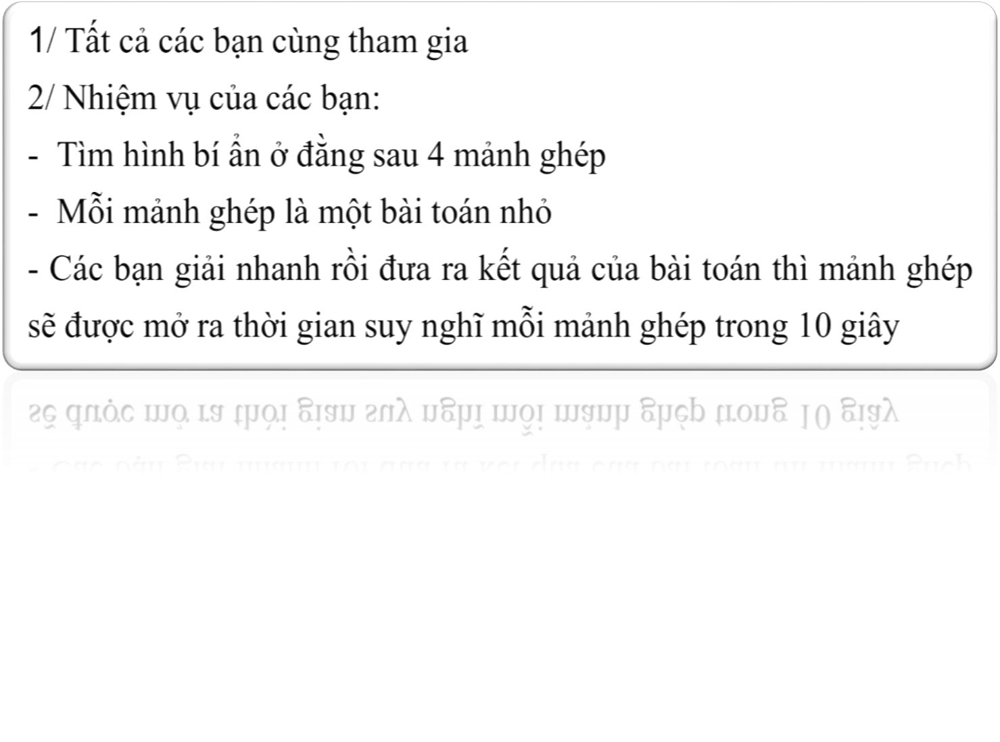 1/ Tất cả các bạn cùng tham gia
2/ Nhiệm vụ của các bạn:
- Tìm hình bí ẩn ở đằng sau 4 mảnh ghép
- Mỗi mảnh ghép là một bài toán nhỏ
- Các bạn giải nhanh rồi đưa ra kết quả của bài toán thì mảnh ghép
sẽ được mở ra thời gian suy nghĩ mỗi mảnh ghép trong 10 giây